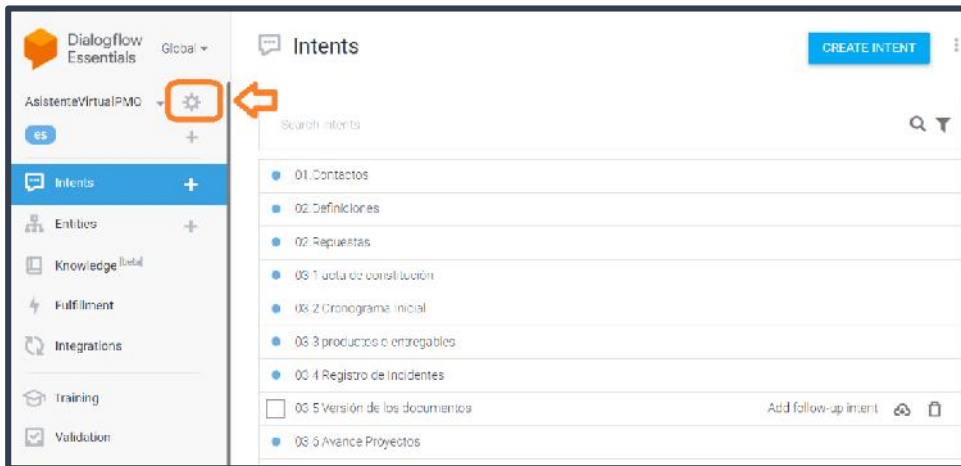 Dialogflow
Essentials
Global
AsistenteVirtualPMO
es
Intents
Entities
Knowledge [beta]
Fulfillment
Integrations
Training
Validation
Intents
CREATE INTENT
Search intents
01.Contactos
02.Definiciones
02.Repuestas
03.1 acta de constitución
03.2 Cronograma Inicial
03.3 productos o entregables
03.4 Registro de Incidentes
03.5 Versión de los documentos
Add follow-up intent
03.6 Avance Proyectos